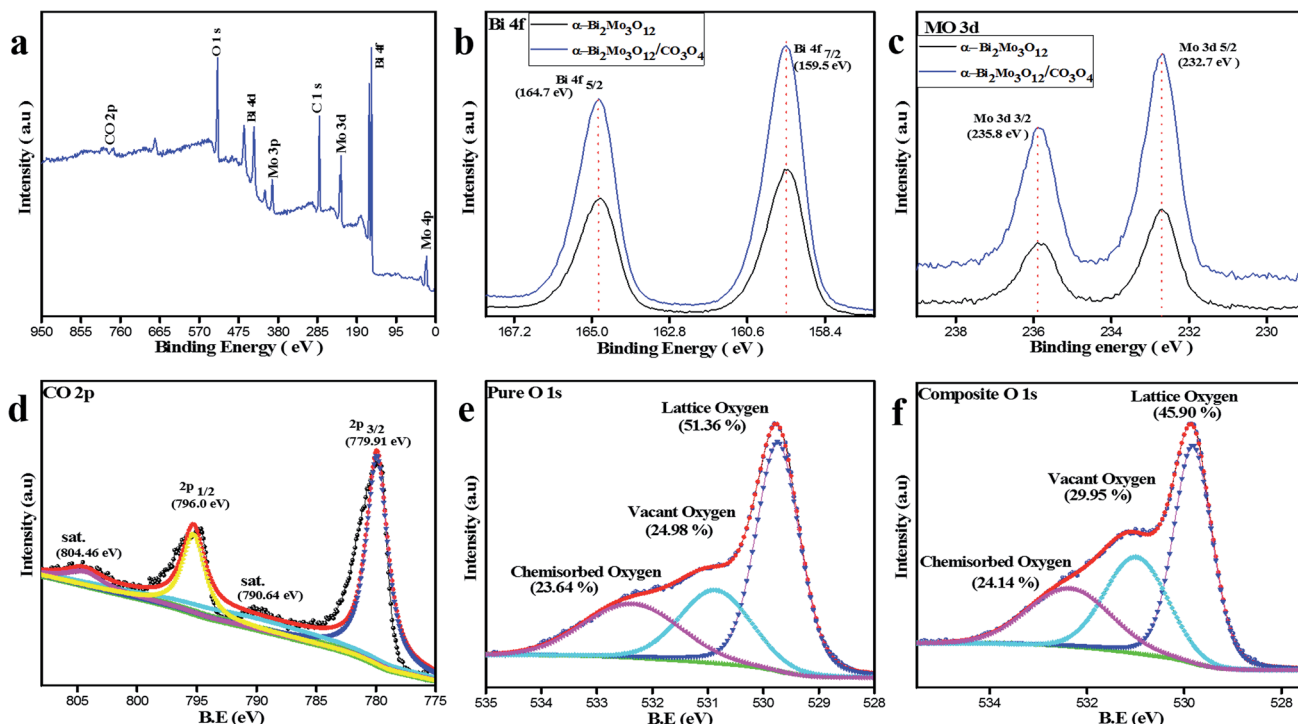 a
Intensity ( a.u )
CO 2p
O 1 s
Bi 4d
Mo 3p
C 1 s
Mo 3d
Bi 4f
Mo 4p
950 855 760 665 570 475 380 285 190 95 0
Binding Energy ( eV )
b
Bi 4f
α–Bi₂Mo₃O₁₂
α–Bi₂Mo₃O₁₂/CO₃O₄
Bi 4f 5/2
(164.7 eV)
Bi 4f 7/2
(159.5 eV)
Intensity ( a.u )
167.2 165.0 162.8 160.6 158.4
Binding Energy ( eV )
c
MO 3d
α–Bi₂Mo₃O₁₂
α–Bi₂Mo₃O₁₂/CO₃O₄
Mo 3d 5/2
(232.7 eV )
Mo 3d 3/2
(235.8 eV )
Intensity ( a.u )
238 236 234 232 230
Binding energy ( eV )
d
CO 2p
2p 3/2
(779.91 eV)
2p 1/2
(796.0 eV)
sat.
(804.46 eV)
sat.
(790.64 eV)
Intensity (a.u)
805 800 795 790 785 780 775
B.E (eV)
e
Pure O 1s
Lattice Oxygen
(51.36 %)
Vacant Oxygen
(24.98 %)
Chemisorbed Oxygen
(23.64 %)
Intensity (a.u)
535 534 533 532 531 530 529 528
B.E (eV)
f
Composite O 1s
Lattice Oxygen
(45.90 %)
Vacant Oxygen
(29.95 %)
Chemisorbed Oxygen
(24.14 %)
Intensity (a.u)
534 532 530 528
B.E (eV)